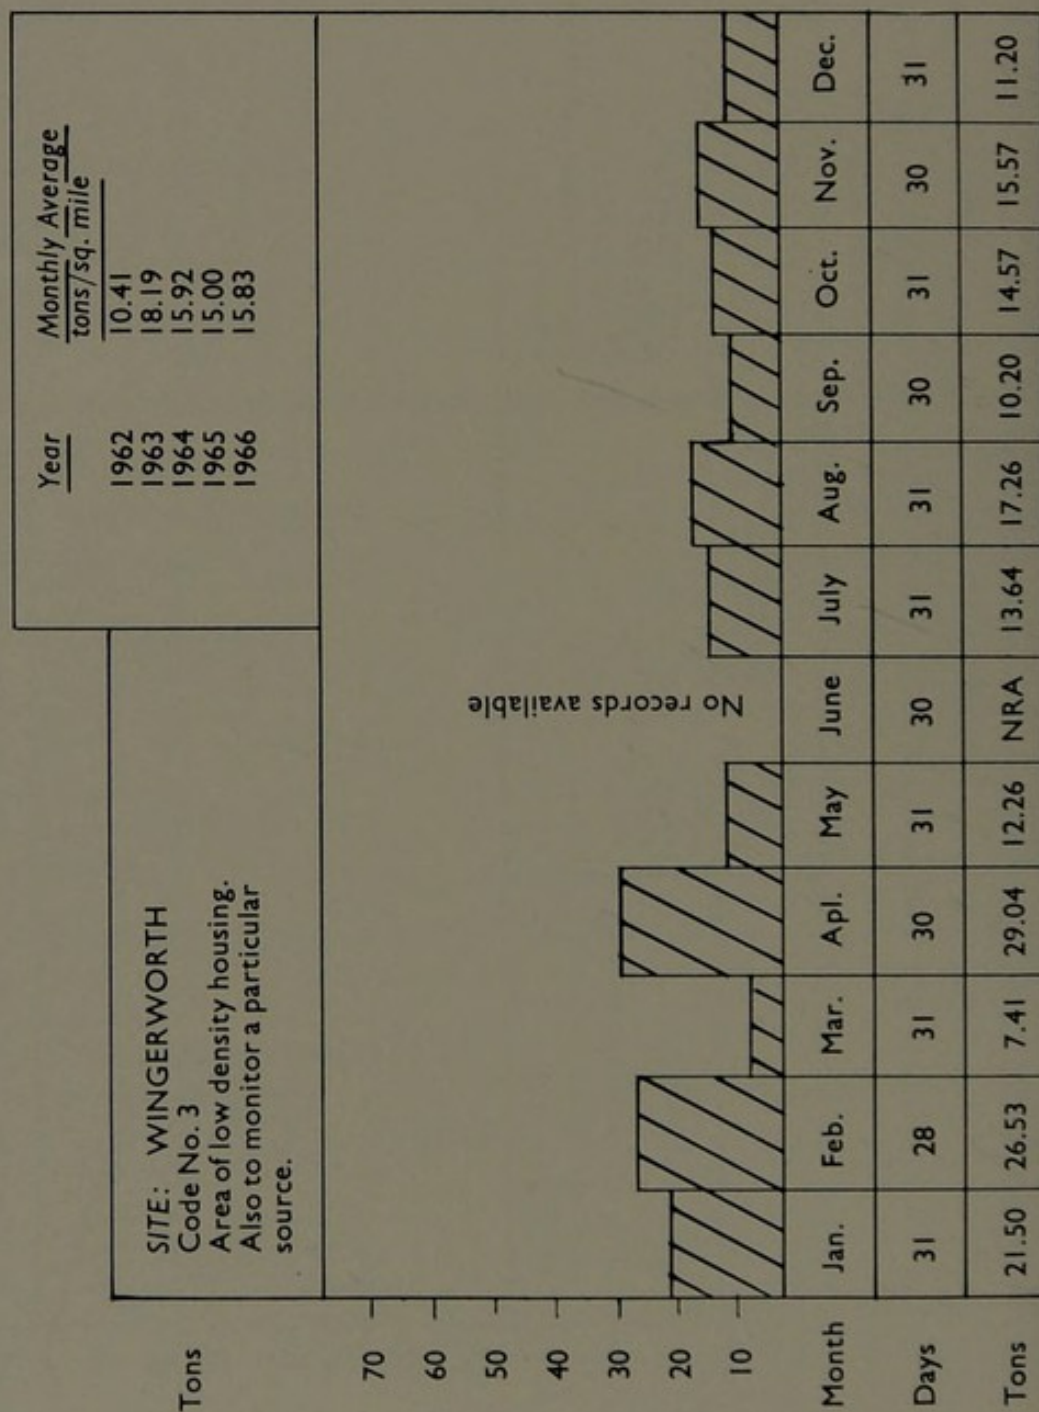 Tons
SITE: WINGERWORTH
Code No. 3
Area of low density housing.
Also to monitor a particular
source.
Year Monthly Average
tons/sq. mile
1962 10.41
1963 18.19
1964 15.92
1965 15.00
1966 15.83
70
60
50
40
30
20
10
No records available
Month Jan. Feb. Mar. Apl. May June July Aug. Sep. Oct. Nov. Dec.
Days 31 28 31 30 31 30 31 31 30 31 30 31
Tons 21.50 26.53 7.41 29.04 12.26 NRA 13.64 17.26 10.20 14.57 15.57 11.20